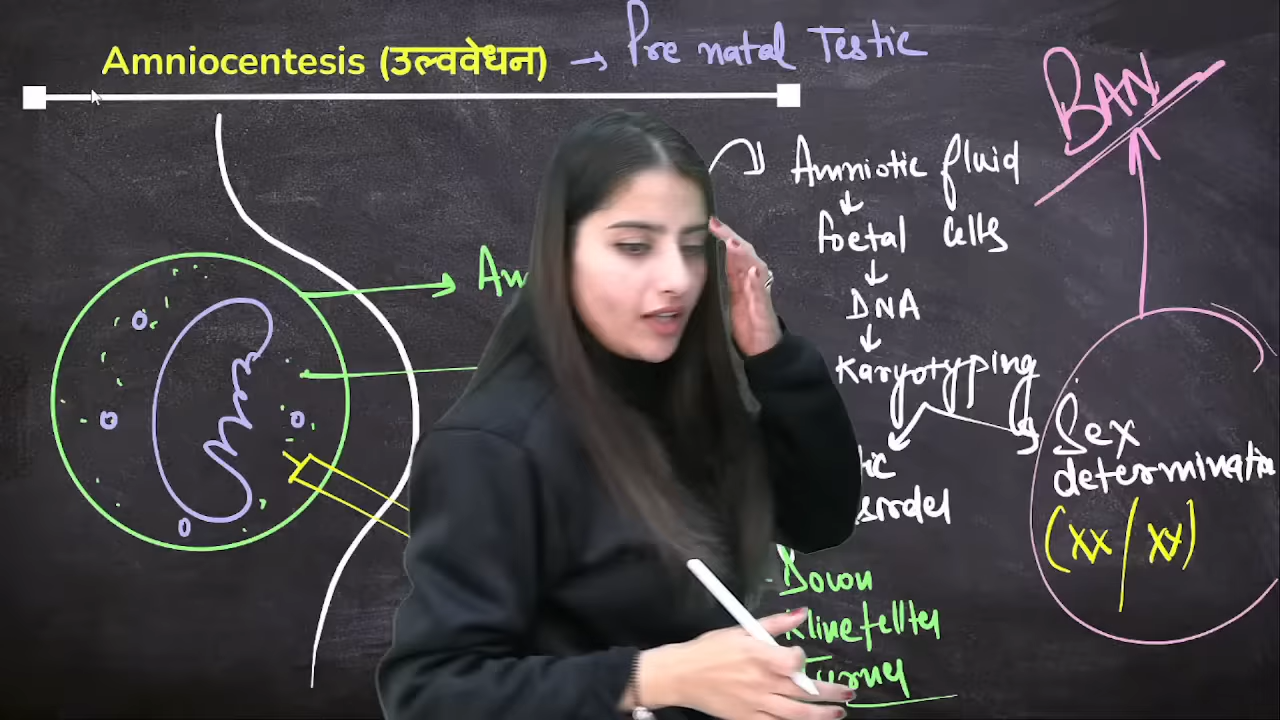 Amniocentesis (उल्ववेधन) → Pre natal Testic
BAN
Amniotic fluid
↓
foetal cells
↓
DNA
↓
Karyotyping
Sex
determinatio
(xx / xy)
Down
Klinefelter
Turner